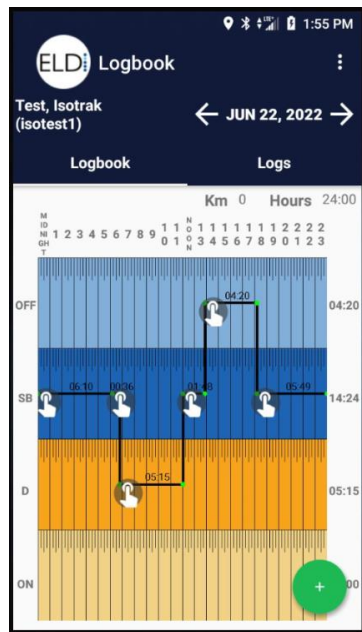 1:55 PM
ELD Logbook
Test, Isotrak
(isotest1)
JUN 22, 2022
Logbook Logs
Km 0 Hours 24:00
MIDNIGHT 1 2 3 4 5 6 7 8 9 10 11 NOON 13 14 15 16 17 18 19 20 21 22 23
OFF 04:20 04:20
SB 06:10 00:36 05:49 14:24
D 05:15 05:15
ON 00
+